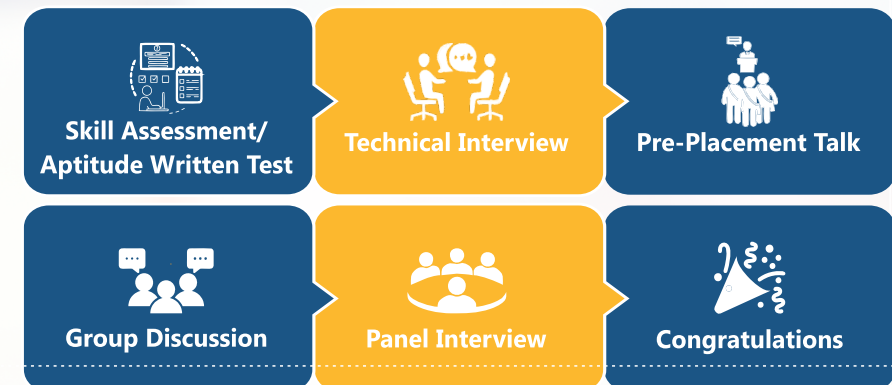 Skill Assessment/
Aptitude Written Test
Technical Interview
Pre-Placement Talk
Group Discussion
Panel Interview
Congratulations